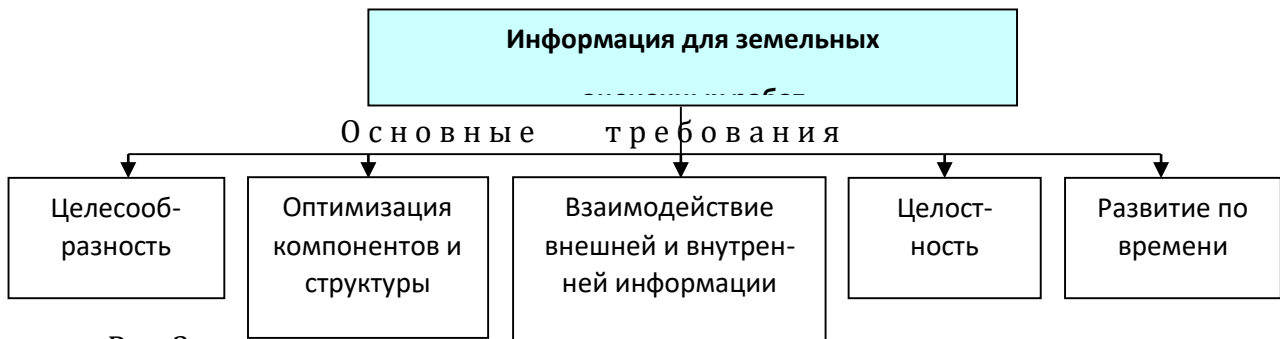 Информация для земельных
Основные требования
Целесооб-
разность
Оптимизация
компонентов и
структуры
Взаимодействие
внешней и внутрен-
ней информации
Целост-
ность
Развитие по
времени